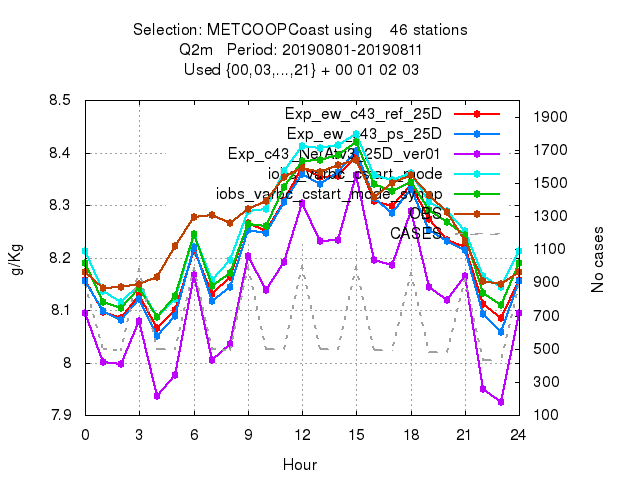 Selection: METCOOPCoast using 46 stations
Q2m Period: 20190801-20190811
Used {00,03,...,21} + 00 01 02 03
Exp_ew_c43_ref_25D
Exp_ew_c43_ps_25D
Exp_c43_NerAtv3_25D_ver01
iobs_varbc_cstart_mode
iobs_varbc_cstart_mode_synop
OBS
CASES
8.5
8.4
8.3
8.2
8.1
8
7.9
g/Kg
1900
1700
1500
1300
1100
900
700
500
300
100
No cases
0 3 6 9 12 15 18 21 24
Hour